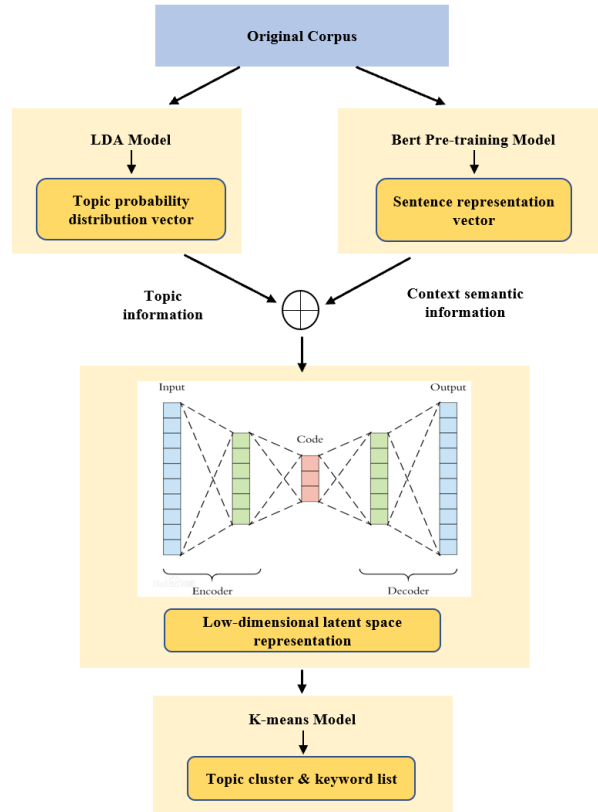 Original Corpus
LDA Model
Topic probability
distribution vector
Bert Pre-training Model
Sentence representation
vector
Topic
information
Context semantic
information
Input
Output
Code
Encoder
Decoder
Low-dimensional latent space
representation
K-means Model
Topic cluster & keyword list